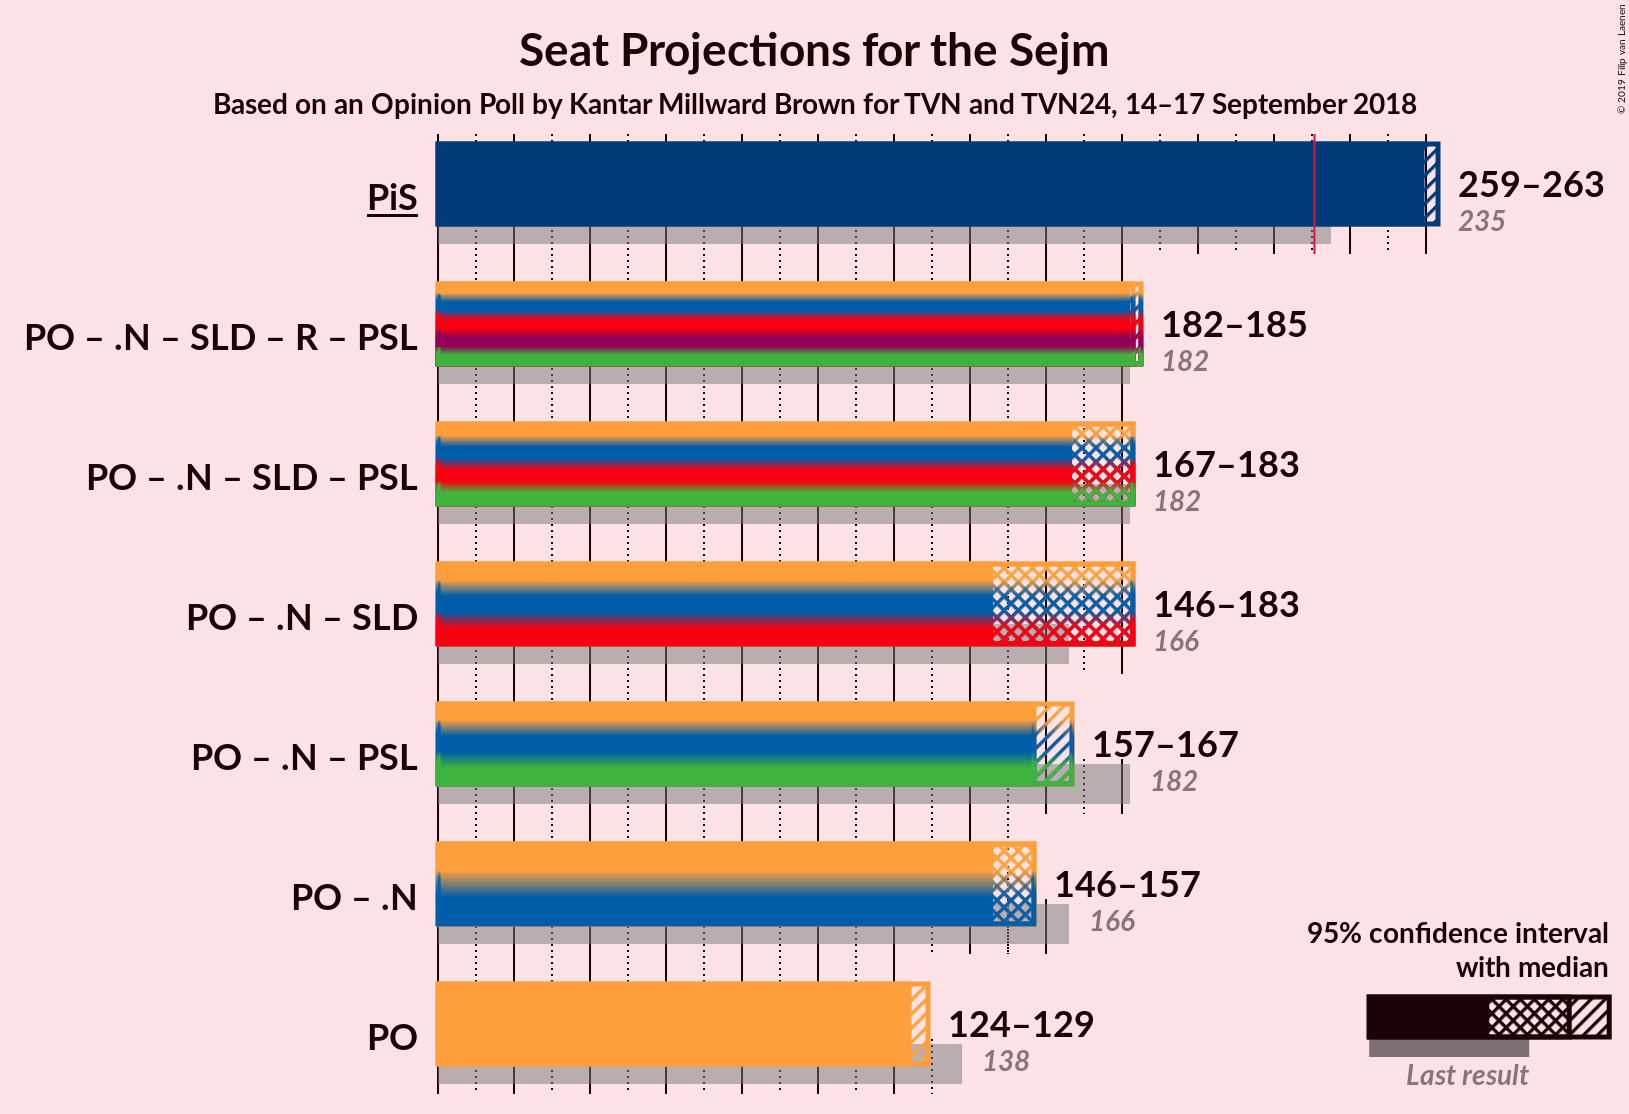 Seat Projections for the Sejm
Based on an Opinion Poll by Kantar Millward Brown for TVN and TVN24, 14–17 September 2018
© 2019 Filip van Laenen
PiS
259–263
235
PO – .N – SLD – R – PSL
182–185
182
PO – .N – SLD – PSL
167–183
182
PO – .N – SLD
146–183
166
PO – .N – PSL
157–167
182
PO – .N
146–157
166
PO
124–129
138
95% confidence interval
with median
Last result